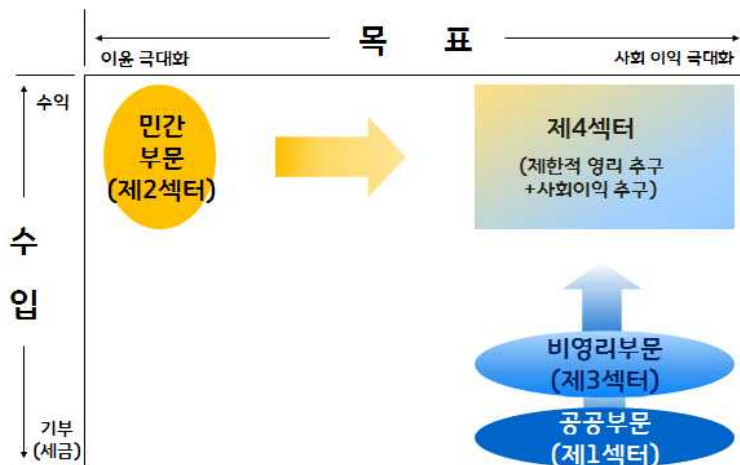 목 표
이윤 극대화
사회 이익 극대화
수익
민간
부문
(제2섹터)
제4섹터
(제한적 영리 추구
+사회이익 추구)
수
입
비영리부문
(제3섹터)
기부
(세금)
공공부문
(제1섹터)